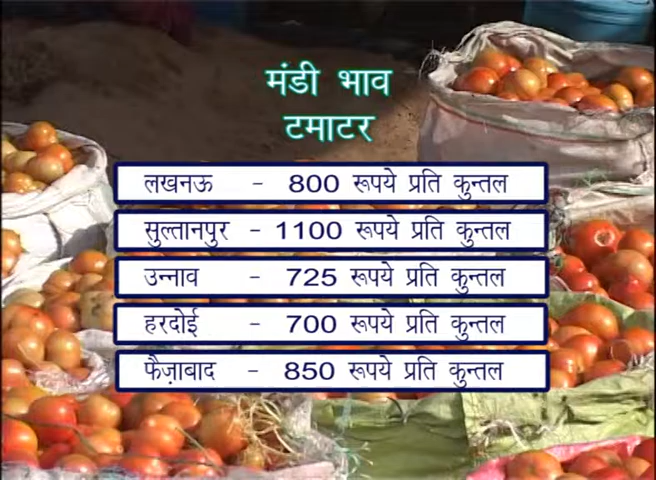 मंडी भाव
टमाटर
लखनऊ - 800 रूपये प्रति कुन्तल
सुल्तानपुर - 1100 रूपये प्रति कुन्तल
उन्नाव - 725 रूपये प्रति कुन्तल
हरदोई - 700 रूपये प्रति कुन्तल
फैज़ाबाद - 850 रूपये प्रति कुन्तल